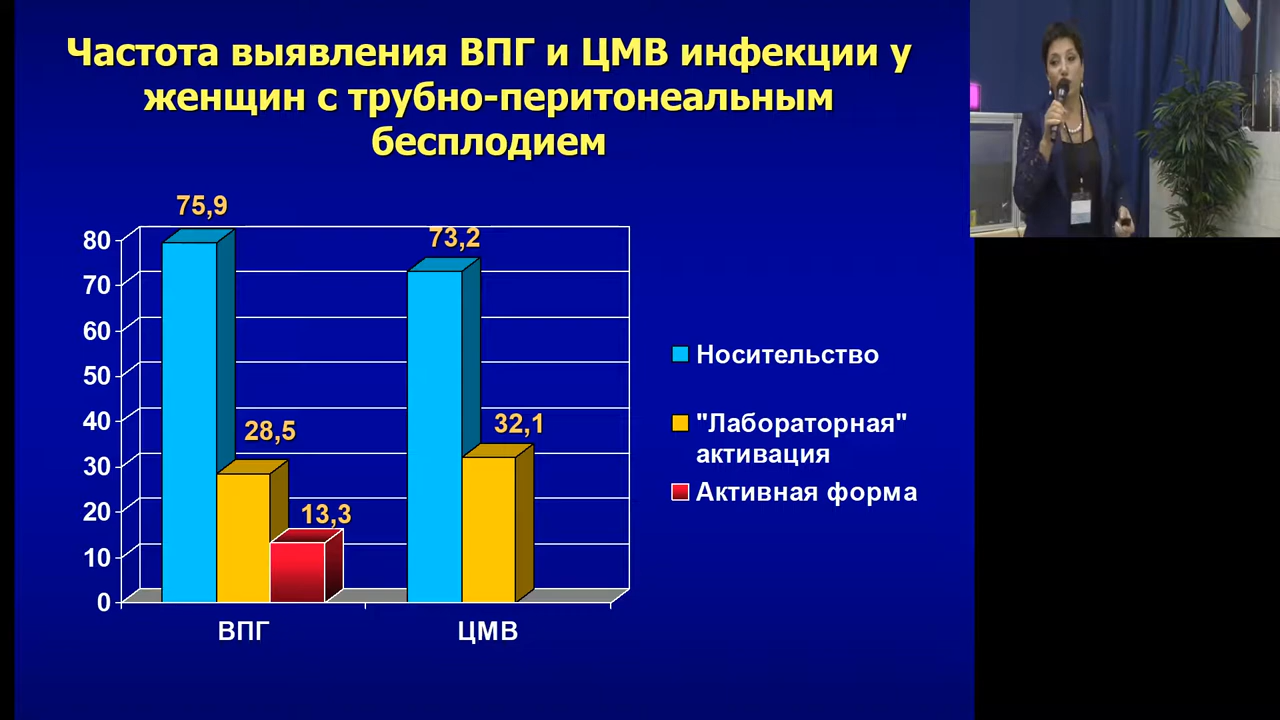 Частота выявления ВПГ и ЦМВ инфекции у
женщин с трубно-перитонеальным
бесплодием
75,9
73,2
80
70
60
50
40
30
20
10
0
28,5
32,1
13,3
ВПГ
ЦМВ
Носительство
"Лабораторная"
активация
Активная форма